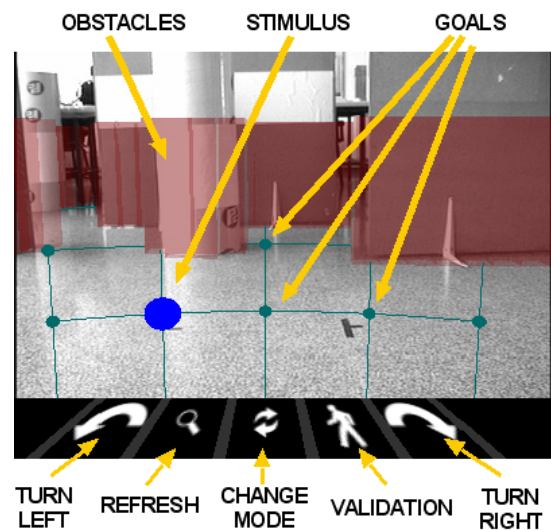 OBSTACLES STIMULUS GOALS
TURN LEFT
REFRESH
CHANGE MODE
VALIDATION
TURN RIGHT